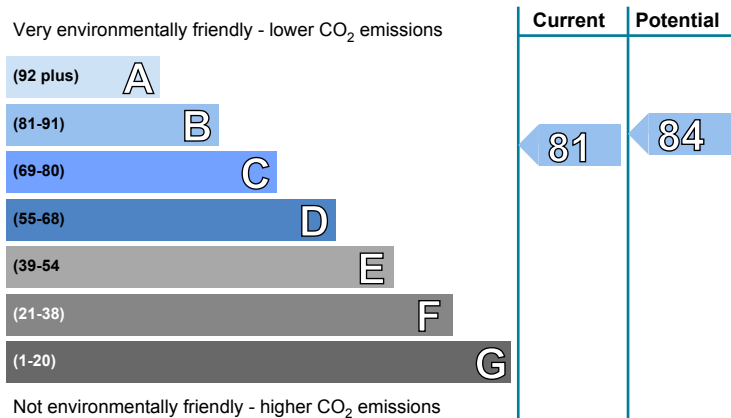 Very environmentally friendly - lower CO₂ emissions
Current
Potential
(92 plus) A
(81-91) B
(69-80) C
(55-68) D
(39-54 E
(21-38) F
(1-20) G
81
84
Not environmentally friendly - higher CO₂ emissions